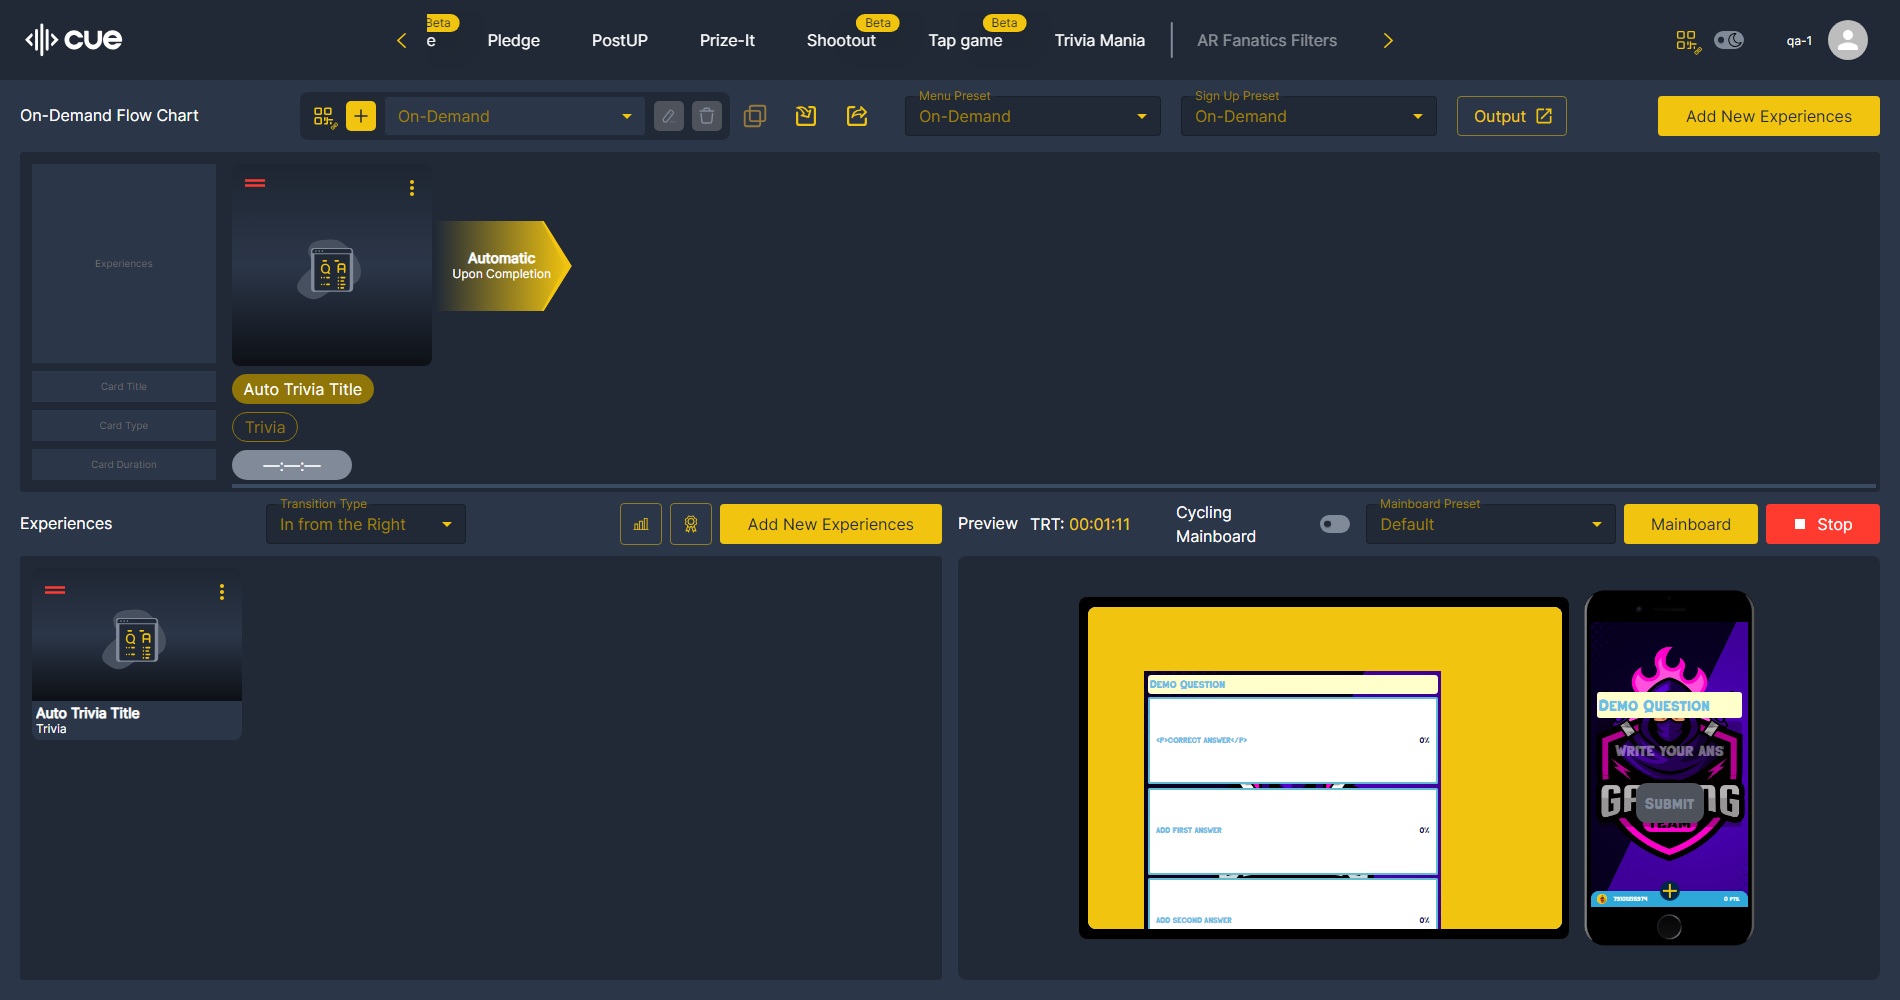 cue
Beta
e
Pledge
PostUP
Prize-It
Beta
Shootout
Beta
Tap game
Trivia Mania
AR Fanatics Filters
qa-1
On-Demand Flow Chart
On-Demand
Menu Preset
On-Demand
Sign Up Preset
On-Demand
Output
Add New Experiences
Experiences
Q A
Automatic
Upon Completion
Card Title
Auto Trivia Title
Card Type
Trivia
Card Duration
—:—:—
Experiences
Transition Type
In from the Right
Add New Experiences
Preview
TRT: 00:01:11
Cycling
Mainboard
Mainboard Preset
Default
Mainboard
Stop
Q A
Auto Trivia Title
Trivia
Demo Question
<P>CORRECT ANSWER</P>
0%
ADD FIRST ANSWER
0%
ADD SECOND ANSWER
0%
Demo Question
WRITE YOUR ANS
Submit
TEAM
0 PTS.